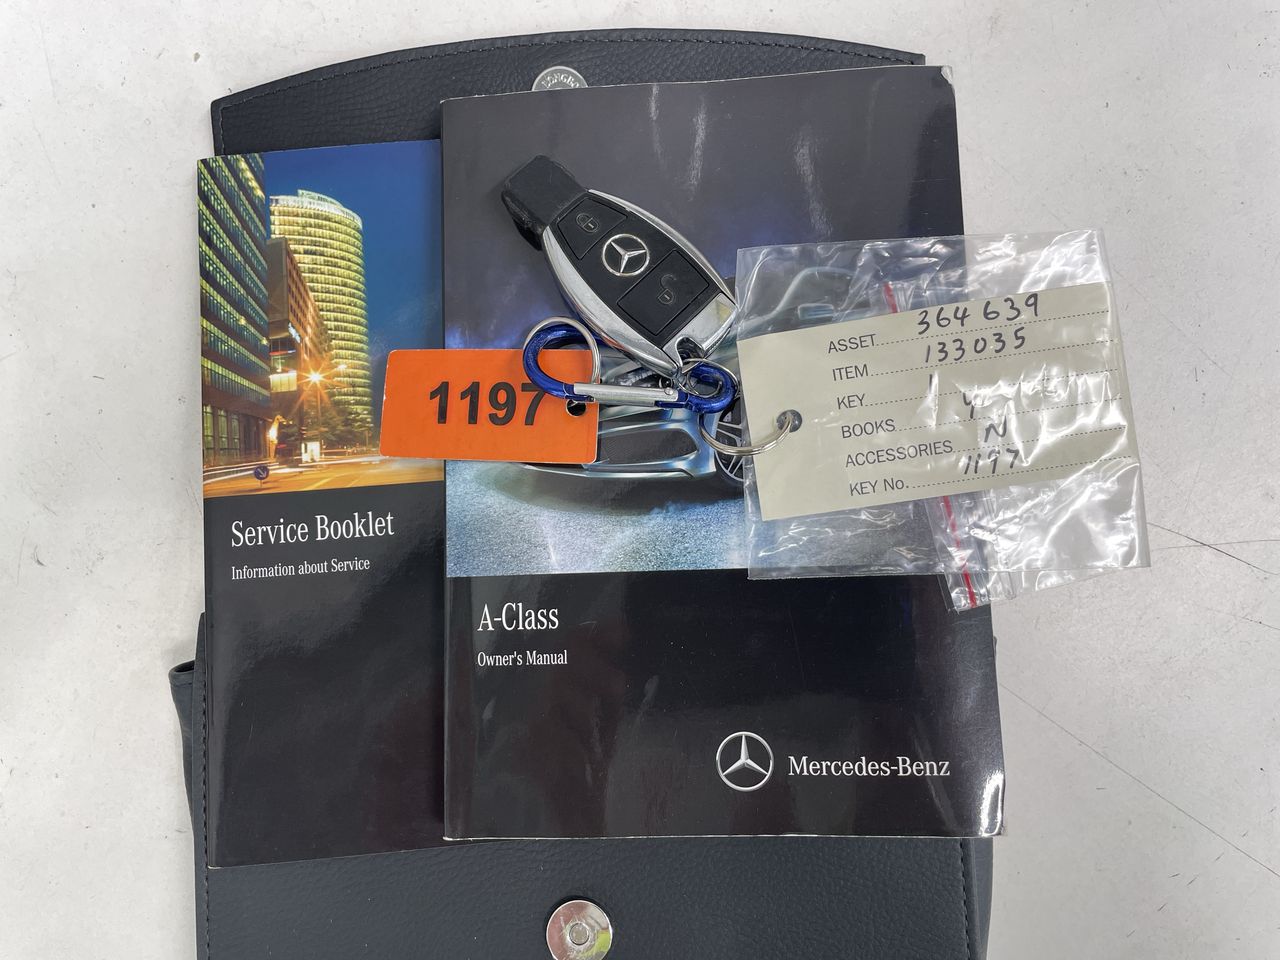 1197
ASSET 364639
ITEM 133035
KEY 1
BOOKS Y
ACCESSORIES N
KEY No. 1197
Service Booklet
Information about Service
A-Class
Owner's Manual
Mercedes-Benz